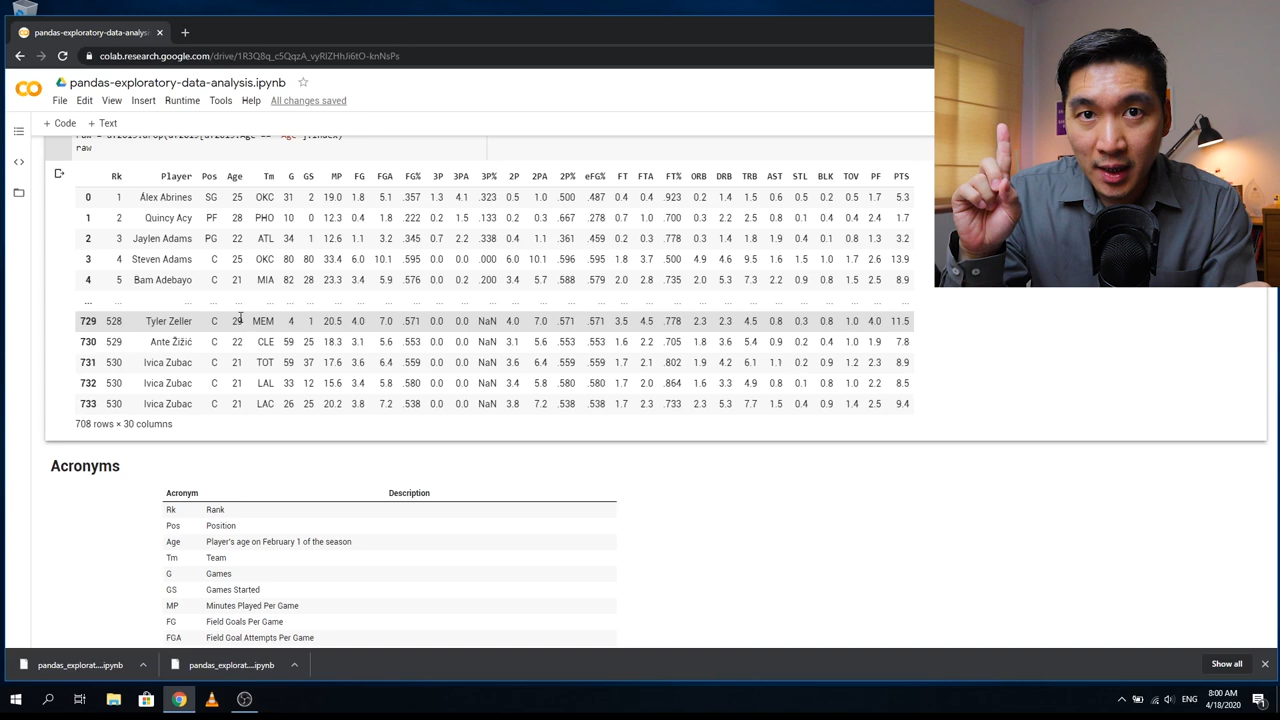 pandas-exploratory-data-analysis
colab.research.google.com/drive/1R3Q8q_c5QqzA_vyRlZHhJi6tO-knNsPs
pandas-exploratory-data-analysis.ipynb
File Edit View Insert Runtime Tools Help All changes saved
+ Code + Text
raw
Rk Player Pos Age Tm G GS MP FG FGA FG% 3P 3PA 3P% 2P 2PA 2P% eFG% FT FTA FT% ORB DRB TRB AST STL BLK TOV PF PTS
0 1 Álex Abrines SG 25 OKC 31 2 19.0 1.8 5.1 .357 1.3 4.1 .323 0.5 1.0 .500 .487 0.4 0.4 .923 0.2 1.4 1.5 0.6 0.5 0.2 0.5 1.7 5.3
1 2 Quincy Acy PF 28 PHO 10 0 12.3 0.4 1.8 .222 0.2 1.5 .133 0.2 0.3 .667 .278 0.7 1.0 .700 0.3 2.2 2.5 0.8 0.1 0.4 0.4 2.4 1.7
2 3 Jaylen Adams PG 22 ATL 34 1 12.6 1.1 3.2 .345 0.7 2.2 .338 0.4 1.1 .361 .459 0.2 0.3 .778 0.3 1.4 1.8 1.9 0.4 0.1 0.8 1.3 3.2
3 4 Steven Adams C 25 OKC 80 80 33.4 6.0 10.1 .595 0.0 0.0 .000 6.0 10.1 .596 .595 1.8 3.7 .500 4.9 4.6 9.5 1.6 1.5 1.0 1.7 2.6 13.9
4 5 Bam Adebayo C 21 MIA 82 28 23.3 3.4 5.9 .576 0.0 0.2 .200 3.4 5.7 .588 .579 2.0 2.8 .735 2.0 5.3 7.3 2.2 0.9 0.8 1.5 2.5 8.9
... ... ... ... ... ... ... ... ... ... ... ... ... ... ... ... ... ... ... ... ... ... ... ... ... ... ... ... ... ... ...
729 528 Tyler Zeller C MEM 4 1 20.5 4.0 7.0 .571 0.0 0.0 NaN 4.0 7.0 .571 .571 3.5 4.5 .778 2.3 2.3 4.5 0.8 0.3 0.8 1.0 4.0 11.5
730 529 Ante Žižić C 22 CLE 59 25 18.3 3.1 5.6 .553 0.0 0.0 NaN 3.1 5.6 .553 .553 1.6 2.2 .705 1.8 3.6 5.4 0.9 0.2 0.4 1.0 1.9 7.8
731 530 Ivica Zubac C 21 TOT 59 37 17.6 3.6 6.4 .559 0.0 0.0 NaN 3.6 6.4 .559 .559 1.7 2.1 .802 1.9 4.2 6.1 1.1 0.2 0.9 1.2 2.3 8.9
732 530 Ivica Zubac C 21 LAL 33 12 15.6 3.4 5.8 .580 0.0 0.0 NaN 3.4 5.8 .580 .580 1.7 2.0 .864 1.6 3.3 4.9 0.8 0.1 0.8 1.0 2.2 8.5
733 530 Ivica Zubac C 21 LAC 26 25 20.2 3.8 7.2 .538 0.0 0.0 NaN 3.8 7.2 .538 .538 1.7 2.3 .733 2.3 5.3 7.7 1.5 0.4 0.9 1.4 2.5 9.4
708 rows × 30 columns
Acronyms
Acronym Description
Rk Rank
Pos Position
Age Player's age on February 1 of the season
Tm Team
G Games
GS Games Started
MP Minutes Played Per Game
FG Field Goals Per Game
FGA Field Goal Attempts Per Game
pandas_explorat....ipynb pandas_explorat....ipynb Show all
ENG 8:00 AM
4/18/2020